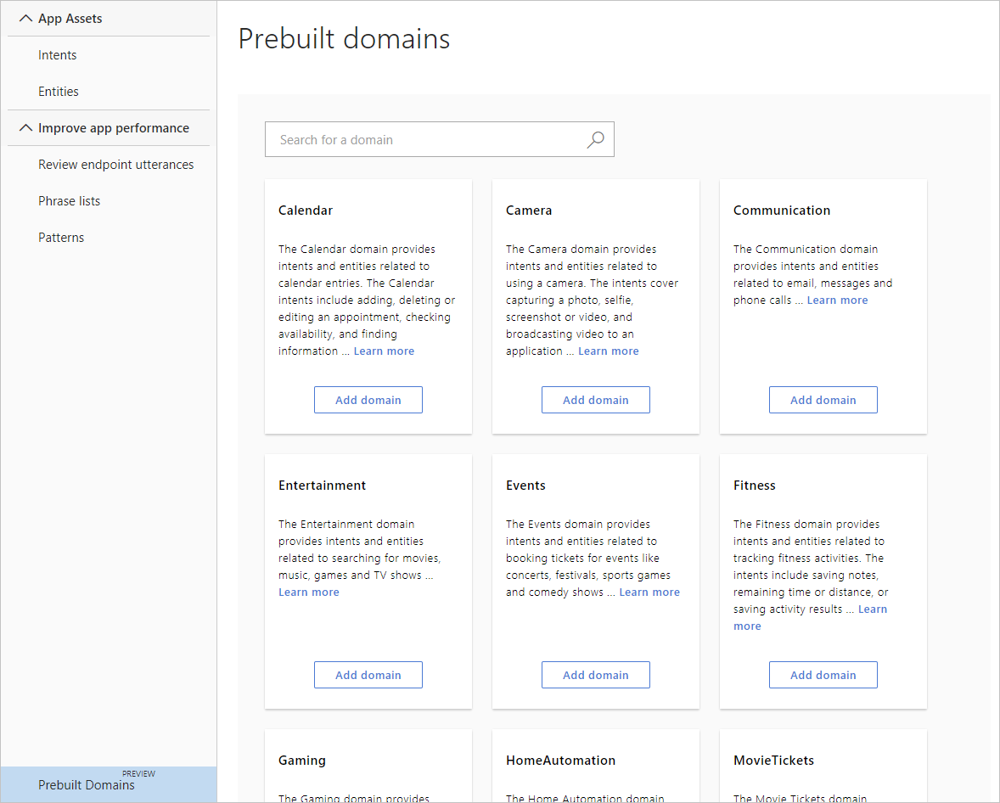 App Assets
Intents
Entities
Improve app performance
Review endpoint utterances
Phrase lists
Patterns
PREVIEW
Prebuilt Domains
Prebuilt domains
Search for a domain
Calendar
The Calendar domain provides
intents and entities related to
calendar entries. The Calendar
intents include adding, deleting or
editing an appointment, checking
availability, and finding
information ... Learn more
Add domain
Camera
The Camera domain provides
intents and entities related to
using a camera. The intents cover
capturing a photo, selfie,
screenshot or video, and
broadcasting video to an
application ... Learn more
Add domain
Communication
The Communication domain
provides intents and entities
related to email, messages and
phone calls ... Learn more
Add domain
Entertainment
The Entertainment domain
provides intents and entities
related to searching for movies,
music, games and TV shows ...
Learn more
Add domain
Events
The Events domain provides
intents and entities related to
booking tickets for events like
concerts, festivals, sports games
and comedy shows ... Learn more
Add domain
Fitness
The Fitness domain provides
intents and entities related to
tracking fitness activities. The
intents include saving notes,
remaining time or distance, or
saving activity results ... Learn
more
Add domain
Gaming
The Gaming domain provides
HomeAutomation
The Home Automation domain
MovieTickets
The Movie Tickets domain